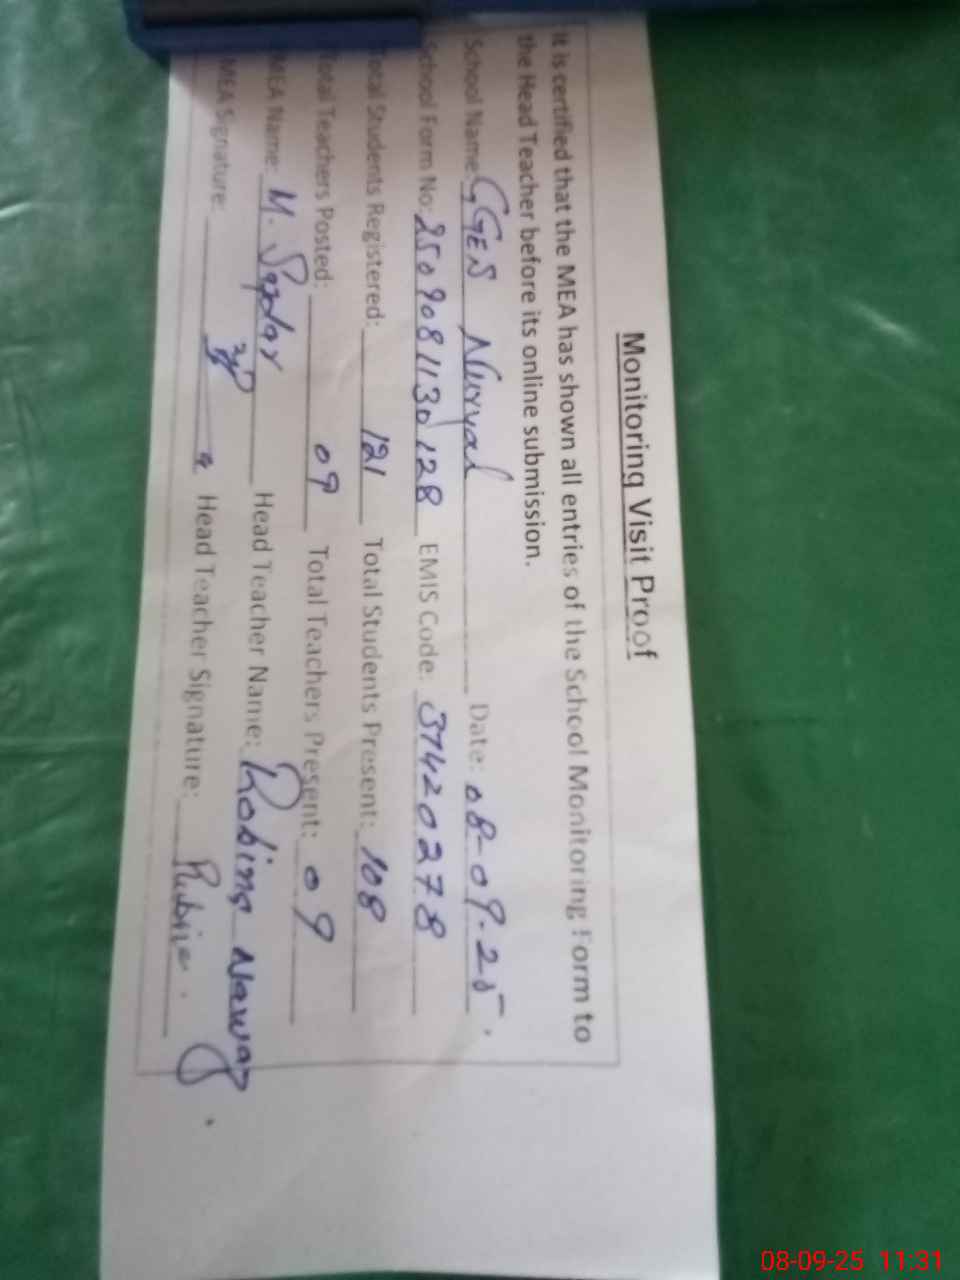 Monitoring Visit Proof
It is certified that the MEA has shown all entries of the School Monitoring Form to
the Head Teacher before its online submission.
School Name: GGES Nurryal Date: 08-09-25.
School Form No: 2509081130128 EMIS Code: 37420278
Total Students Registered: 121 Total Students Present: 108
Total Teachers Posted: 09 Total Teachers Present: 09
MEA Name: M. Safdar Head Teacher Name: Robina Nawaz
MEA Signature: Head Teacher Signature: Rubina.
08-09-25 11:31